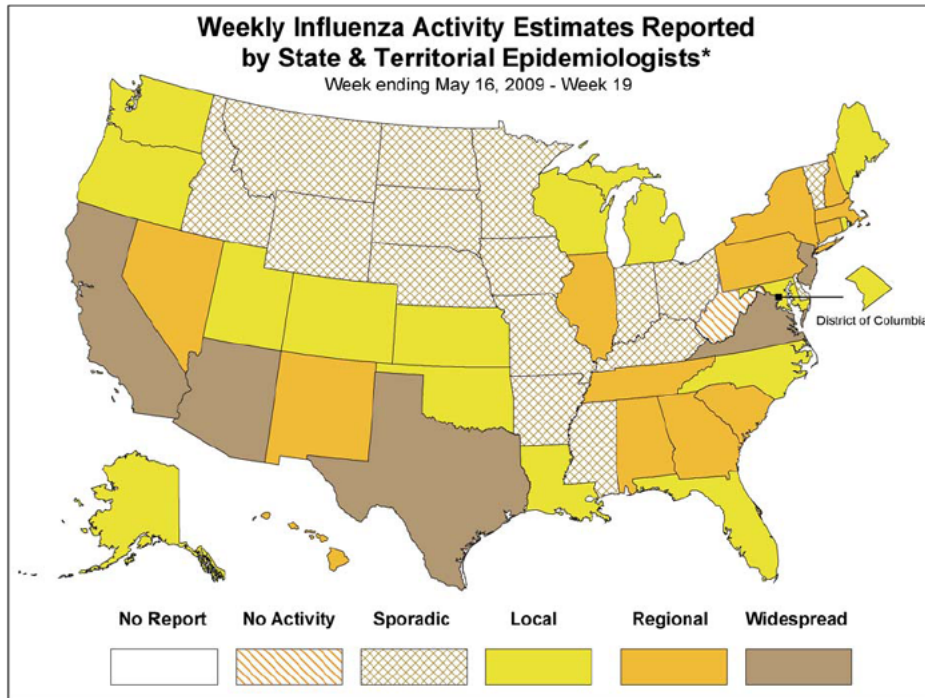 Weekly Influenza Activity Estimates Reported
by State & Territorial Epidemiologists*
Week ending May 16, 2009 - Week 19
District of Columbia
No Report
No Activity
Sporadic
Local
Regional
Widespread